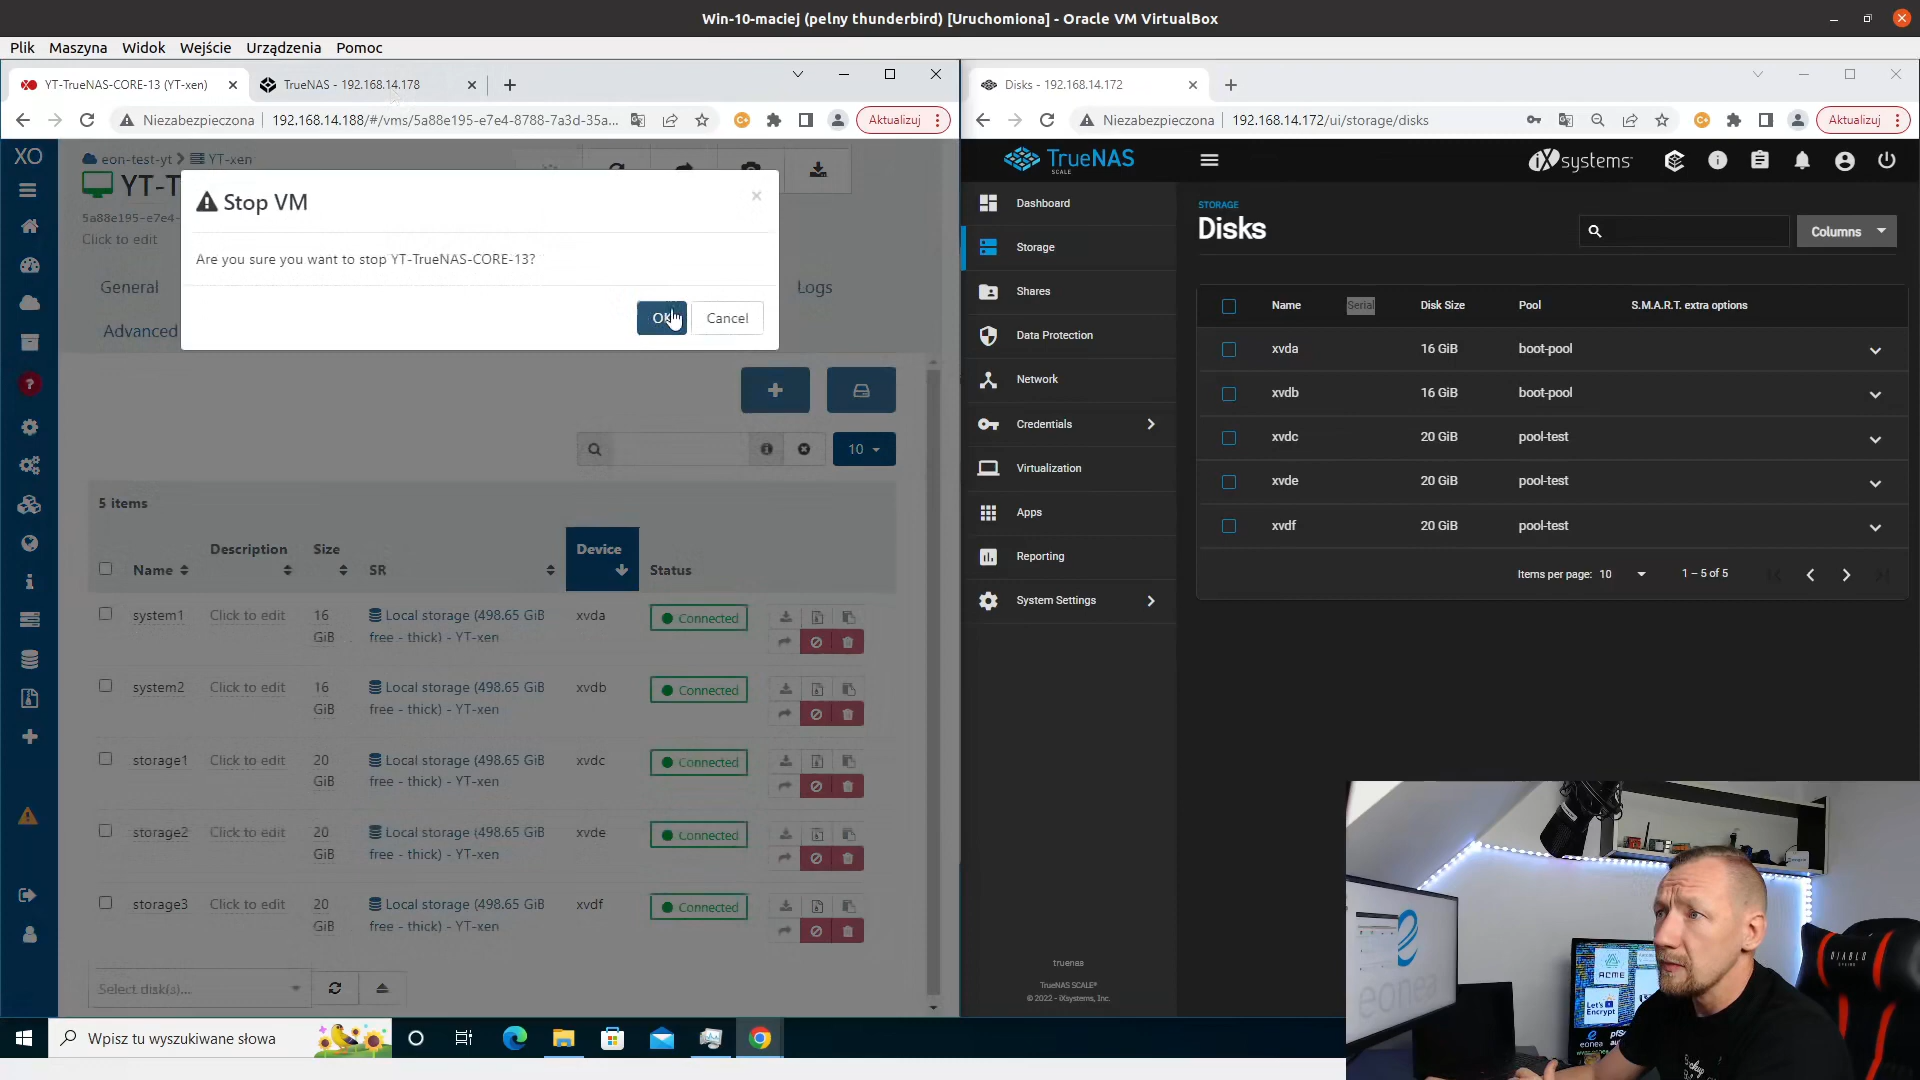 Win-10-maciej (pelny thunderbird) [Uruchomiona] - Oracle VM VirtualBox
Plik Maszyna Widok Wejście Urządzenia Pomoc
YT-TrueNAS-CORE-13 (YT-xen)
TrueNAS - 192.168.14.178
Niezabezpieczona
192.168.14.188/#/vms/5a88e195-e7e4-8788-7a3d-35a...
Aktualizuj
XO
eon-test-yt
YT-xen
YT-T
5a88e195-e7e4-
Click to edit
General
Logs
Advanced
Stop VM
Are you sure you want to stop YT-TrueNAS-CORE-13?
OK
Cancel
10
5 items
Name Description Size SR Device Status
system1 Click to edit 16 GiB Local storage (498.65 GiB free - thick) - YT-xen xvda Connected
system2 Click to edit 16 GiB Local storage (498.65 GiB free - thick) - YT-xen xvdb Connected
storage1 Click to edit 20 GiB Local storage (498.65 GiB free - thick) - YT-xen xvdc Connected
storage2 Click to edit 20 GiB Local storage (498.65 GiB free - thick) - YT-xen xvde Connected
storage3 Click to edit 20 GiB Local storage (498.65 GiB free - thick) - YT-xen xvdf Connected
Select disk(s)...
Disks - 192.168.14.172
Niezabezpieczona
192.168.14.172/ui/storage/disks
Aktualizuj
TrueNAS
SCALE
iXsystems
Dashboard
Storage
Shares
Data Protection
Network
Credentials
Virtualization
Apps
Reporting
System Settings
truenas
TrueNAS SCALE®
© 2022 - iXsystems, Inc.
STORAGE
Disks
Columns
Name Serial Disk Size Pool S.M.A.R.T. extra options
xvda 16 GiB boot-pool
xvdb 16 GiB boot-pool
xvdc 20 GiB pool-test
xvde 20 GiB pool-test
xvdf 20 GiB pool-test
Items per page: 10
1 – 5 of 5
Wpisz tu wyszukiwane słowa
eonea
ACME
Let's
Encrypt
eonea
DIABLO